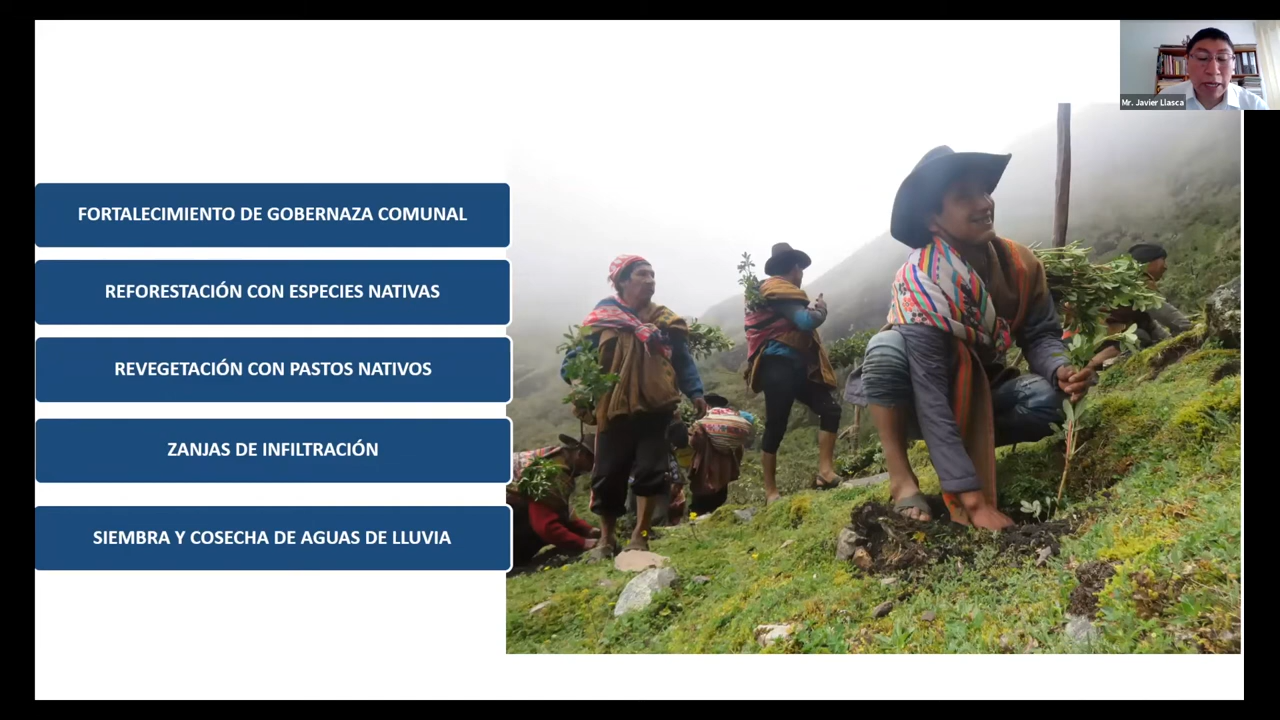 Mr. Javier Llasca
FORTALECIMIENTO DE GOBERNAZA COMUNAL
REFORESTACIÓN CON ESPECIES NATIVAS
REVEGETACIÓN CON PASTOS NATIVOS
ZANJAS DE INFILTRACIÓN
SIEMBRA Y COSECHA DE AGUAS DE LLUVIA